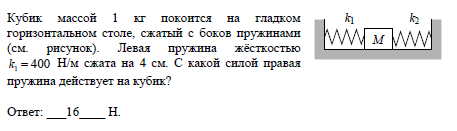 Кубик массой 1 кг покоится на гладком
горизонтальном столе, сжатый с боков пружинами
(см. рисунок). Левая пружина жёсткостью
k₁ = 400 Н/м сжата на 4 см. С какой силой правая
пружина действует на кубик?
Ответ: ___16____ Н.
k₁ k₂
M